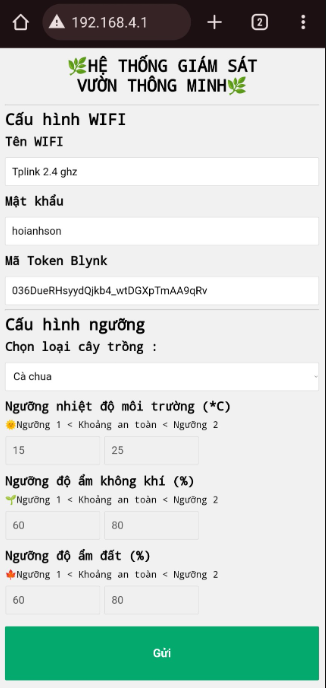 192.168.4.1
2
🌿HỆ THỐNG GIÁM SÁT
VƯỜN THÔNG MINH🌿
Cấu hình WIFI
Tên WIFI
Tplink 2.4 ghz
Mật khẩu
hoianhson
Mã Token Blynk
036DueRHsyydQjkb4_wtDGXpTmAA9qRv
Cấu hình ngưỡng
Chọn loại cây trồng :
Cà chua
Ngưỡng nhiệt độ môi trường (*C)
🌞Ngưỡng 1 < Khoảng an toàn < Ngưỡng 2
15 25
Ngưỡng độ ẩm không khí (%)
🌱Ngưỡng 1 < Khoảng an toàn < Ngưỡng 2
60 80
Ngưỡng độ ẩm đất (%)
🍁Ngưỡng 1 < Khoảng an toàn < Ngưỡng 2
60 80
Gửi